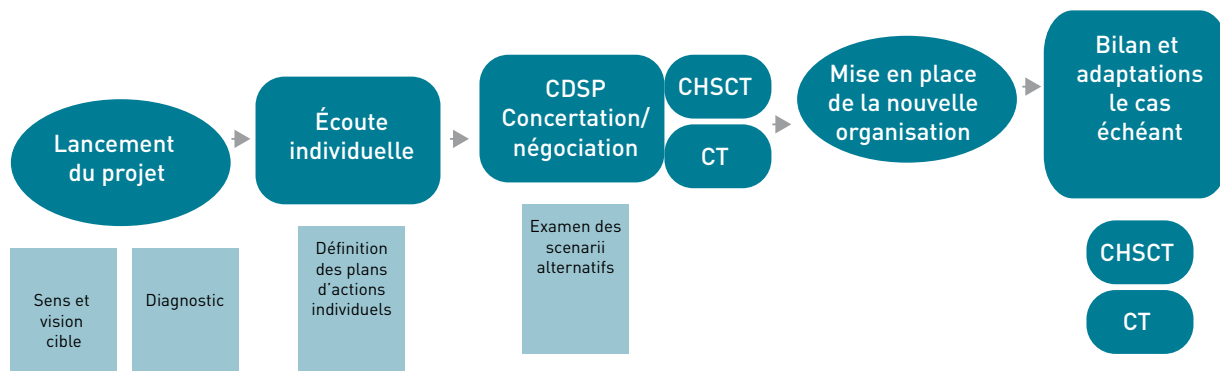 Lancement
du projet
Sens et
vision
cible
Diagnostic
Écoute
individuelle
Définition
des plans
d'actions
individuels
CDSP
Concertation/
négociation
CHSCT
CT
Examen des
scenarii
alternatifs
Mise en place
de la nouvelle
organisation
Bilan et
adaptations
le cas
échéant
CHSCT
CT